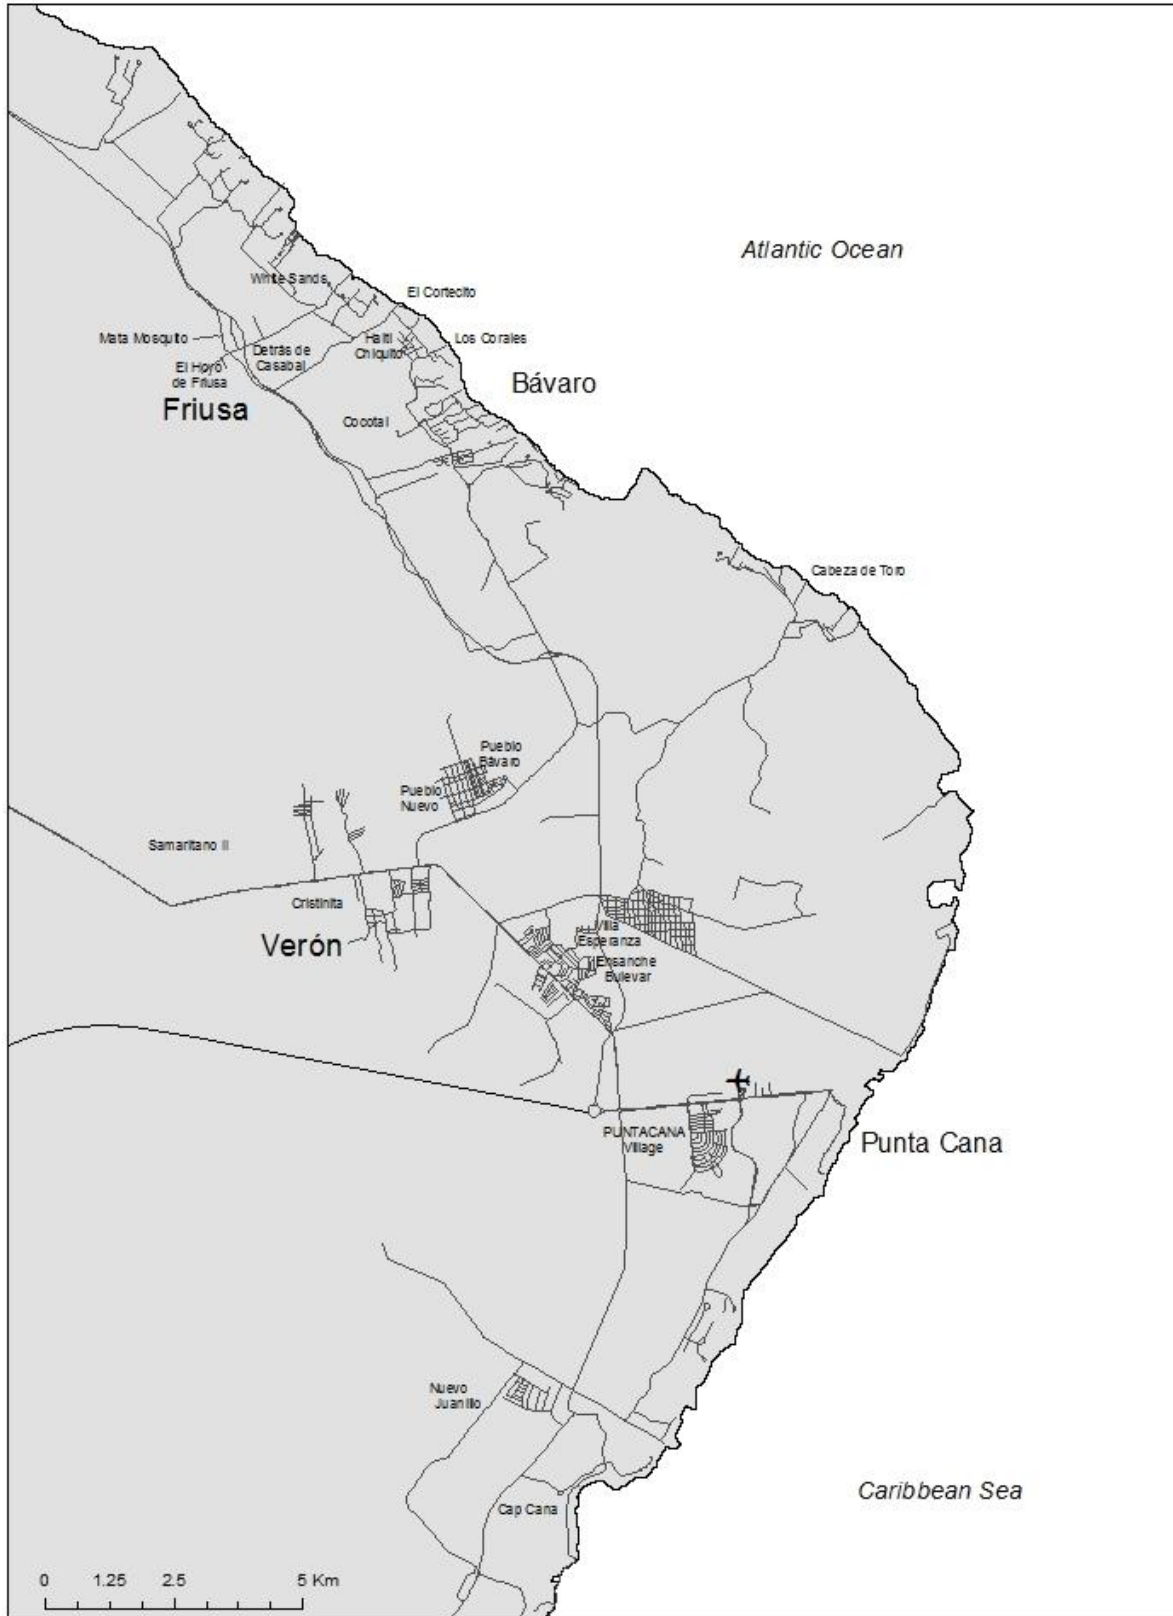 Atlantic Ocean
White Sands
El Cortecito
Mata Mosquito
Detrás de
Casabal
Haiti
Chiquito
Los Corales
El Hoyo
de Friusa
Friusa
Bávaro
Cocotal
Cabeza de Toro
Pueblo
Bávaro
Pueblo
Nuevo
Samaritano II
Cristinita
Verón
Villa
Esperanza
Ensanche
Bulevar
PUNTACANA
Village
Punta Cana
Nuevo
Juanillo
Caribbean Sea
Cap Cana
0 1.25 2.5 5 Km